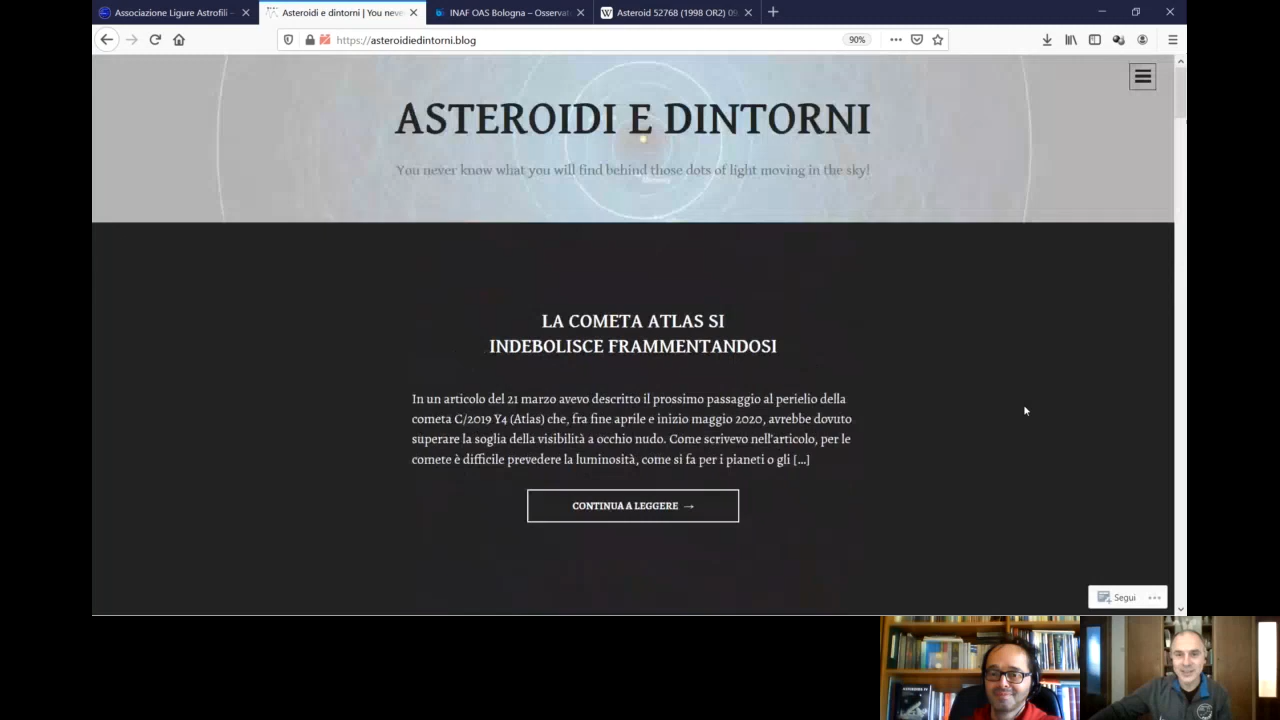 Associazione Ligure Astrofili -
Asteroidi e dintorni | You neve
INAF OAS Bologna – Osservat
W Asteroid 52768 (1998 OR2) 09
https://asteroidiedintorni.blog
90%
ASTEROIDI E DINTORNI
You never know what you will find behind those dots of light moving in the sky!
LA COMETA ATLAS SI
INDEBOLISCE FRAMMENTANDOSI
In un articolo del 21 marzo avevo descritto il prossimo passaggio al perielio della
cometa C/2019 Y4 (Atlas) che, fra fine aprile e inizio maggio 2020, avrebbe dovuto
superare la soglia della visibilità a occhio nudo. Come scrivevo nell'articolo, per le
comete è difficile prevedere la luminosità, come si fa per i pianeti o gli [...]
CONTINUA A LEGGERE →
Segui
ASTEROIDS IV